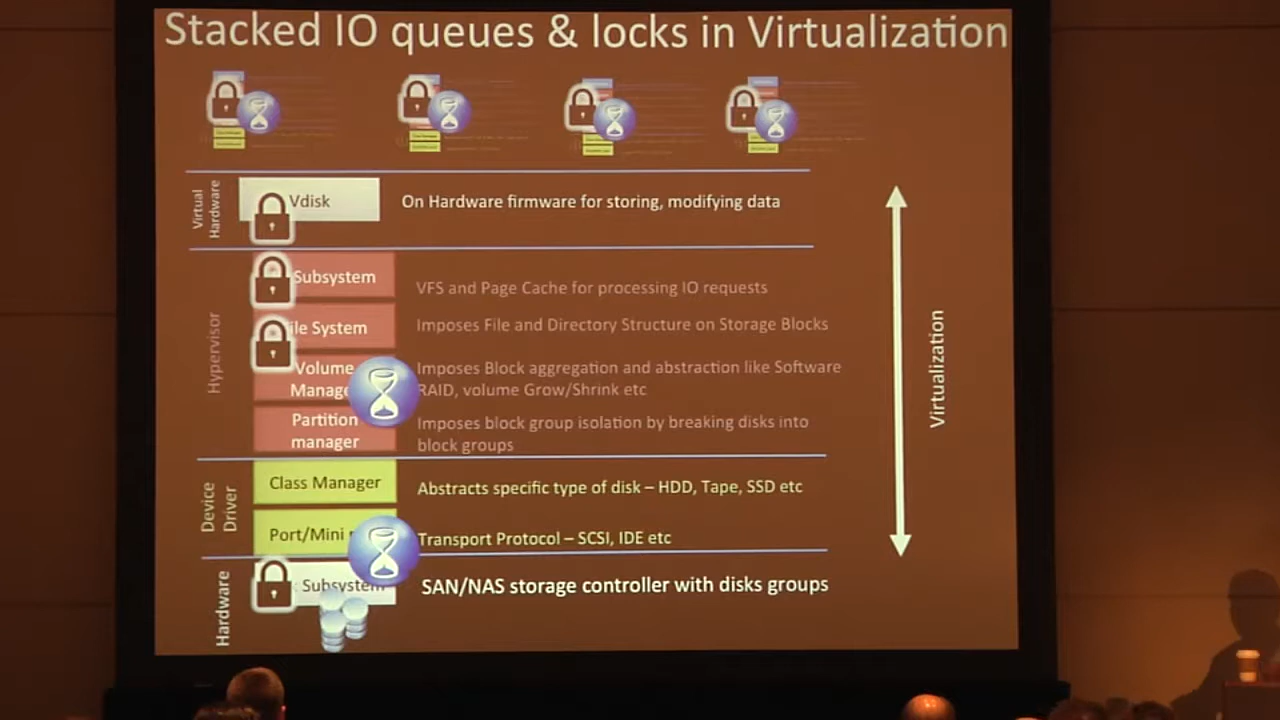 Stacked IO queues & locks in Virtualization
Virtual
Hardware
Vdisk
On Hardware firmware for storing, modifying data
Hypervisor
Subsystem
VFS and Page Cache for processing IO requests
ile System
Imposes File and Directory Structure on Storage Blocks
Volume
Manage
Imposes Block aggregation and abstraction like Software
RAID, volume Grow/Shrink etc
Partition
manager
Imposes block group isolation by breaking disks into
block groups
Device
Driver
Class Manager
Abstracts specific type of disk – HDD, Tape, SSD etc
Port/Mini
Transport Protocol – SCSI, IDE etc
Hardware
Subsystem
SAN/NAS storage controller with disks groups
Virtualization